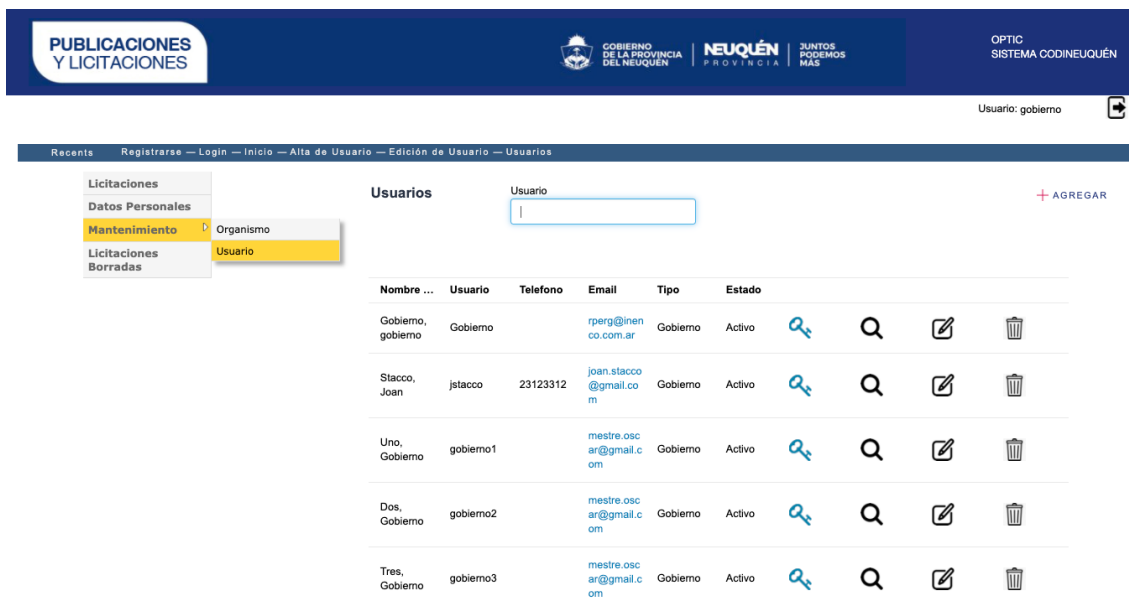 PUBLICACIONES
Y LICITACIONES
GOBIERNO
DE LA PROVINCIA
DEL NEUQUÉN
NEUQUÉN
PROVINCIA
JUNTOS
PODEMOS
MÁS
OPTIC
SISTEMA CODINEUQUÉN
Usuario: gobierno
Recents Registrarse — Login — Inicio — Alta de Usuario — Edición de Usuario — Usuarios
Licitaciones
Datos Personales
Mantenimiento
Licitaciones
Borradas
Organismo
Usuario
Usuarios
Usuario
AGREGAR
Nombre ... Usuario Telefono Email Tipo Estado
Gobierno,
gobierno
Gobierno
rperg@inen
co.com.ar
Gobierno
Activo
Stacco,
Joan
jstacco
23123312
joan.stacco
@gmail.co
m
Gobierno
Activo
Uno,
Gobierno
gobierno1
mestre.osc
ar@gmail.c
om
Gobierno
Activo
Dos,
Gobierno
gobierno2
mestre.osc
ar@gmail.c
om
Gobierno
Activo
Tres,
Gobierno
gobierno3
mestre.osc
ar@gmail.c
om
Gobierno
Activo